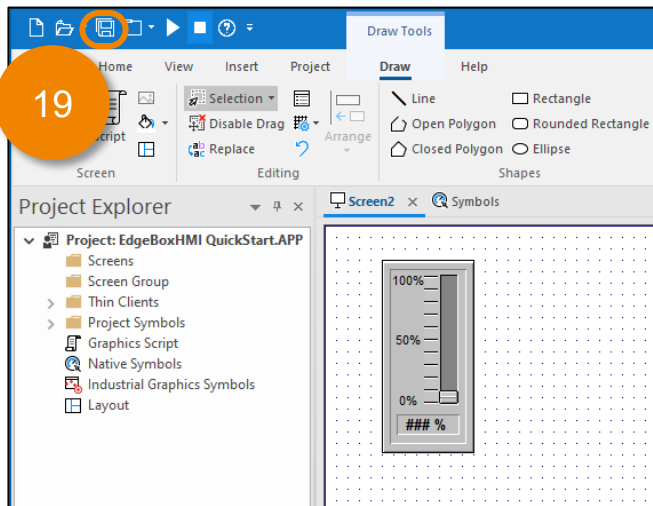 Draw Tools
Home View Insert Project Draw Help
19
Selection
Line
Rectangle
Disable Drag
Open Polygon
Rounded Rectangle
Replace
Arrange
Closed Polygon
Ellipse
Screen
Editing
Shapes
Project Explorer
Screen2
Symbols
Project: EdgeBoxHMI QuickStart.APP
Screens
Screen Group
Thin Clients
Project Symbols
Graphics Script
Native Symbols
Industrial Graphics Symbols
Layout
100%
50%
0%
### %